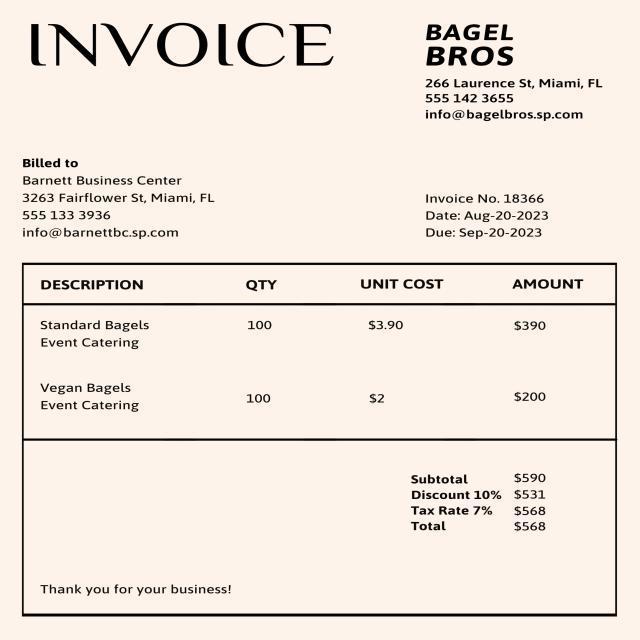 INVOICE
BAGEL
BROS
266 Laurence St, Miami, FL
555 142 3655
info@bagelbros.sp.com
Billed to
Barnett Business Center
3263 Fairflower St, Miami, FL
555 133 3936
info@barnettbc.sp.com
Invoice No. 18366
Date: Aug-20-2023
Due: Sep-20-2023
DESCRIPTION QTY UNIT COST AMOUNT
Standard Bagels 100 $3.90 $390
Event Catering
Vegan Bagels
Event Catering 100 $2 $200
Subtotal $590
Discount 10% $531
Tax Rate 7% $568
Total $568
Thank you for your business!